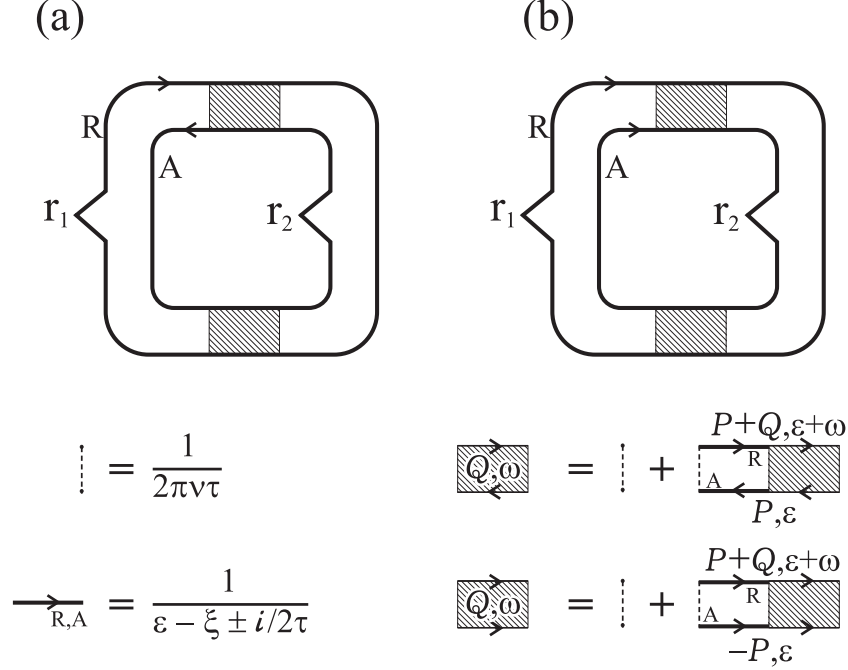 (a)
(b)
R
R
A
A
r₁
r₂
r₁
r₂
= 1/(2πντ)
R,A = 1/(ε − ξ ± i/2τ)
P+Q,ε+ω
Q,ω = + R
A
P,ε
P+Q,ε+ω
Q,ω = + R
A
−P,ε